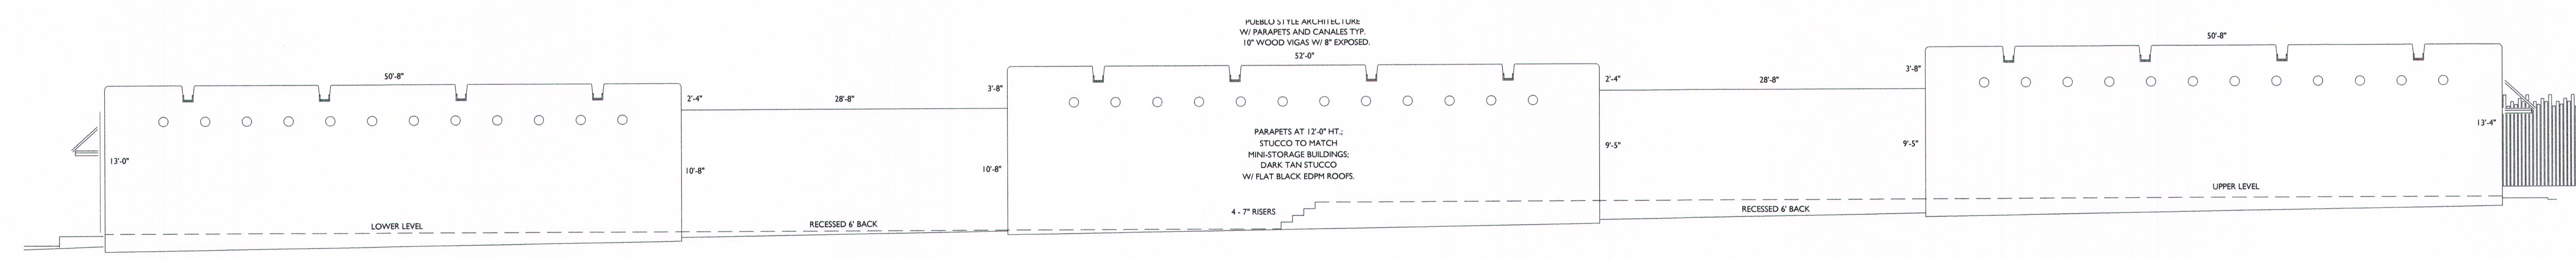 PUEBLO STYLE ARCHITECTURE
W/ PARAPETS AND CANALES TYP.
10" WOOD VIGAS W/ 8" EXPOSED.
52'-0"
50'-8"
50'-8"
2'-4"
28'-8"
3'-8"
2'-4"
28'-8"
3'-8"
13'-0"
10'-8"
10'-8"
PARAPETS AT 12'-0" HT.;
STUCCO TO MATCH
MINI-STORAGE BUILDINGS;
DARK TAN STUCCO
W/ FLAT BLACK EDPM ROOFS.
9'-5"
9'-5"
13'-4"
LOWER LEVEL
RECESSED 6' BACK
4 - 7" RISERS
RECESSED 6' BACK
UPPER LEVEL